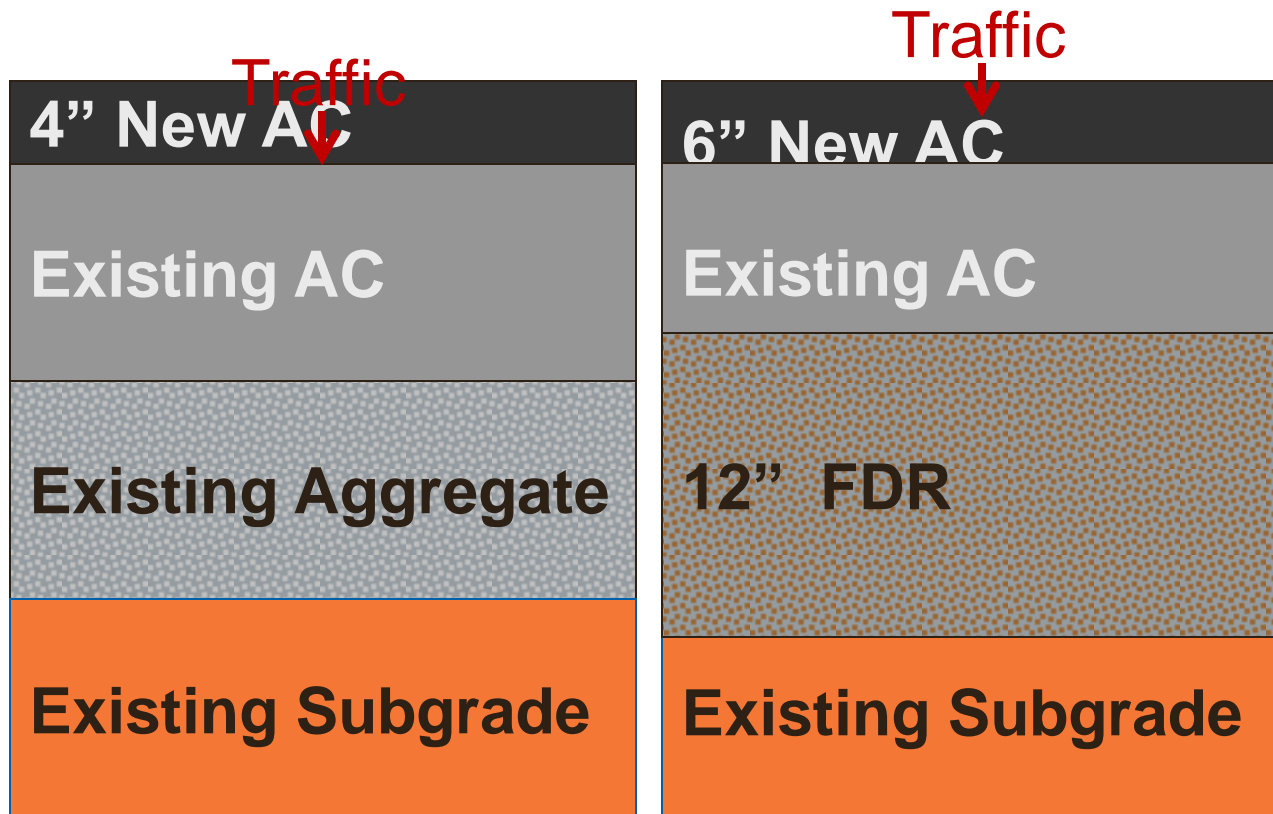 Traffic
4” New AC
Existing AC
Existing Aggregate
Existing Subgrade
Traffic
6” New AC
Existing AC
12” FDR
Existing Subgrade